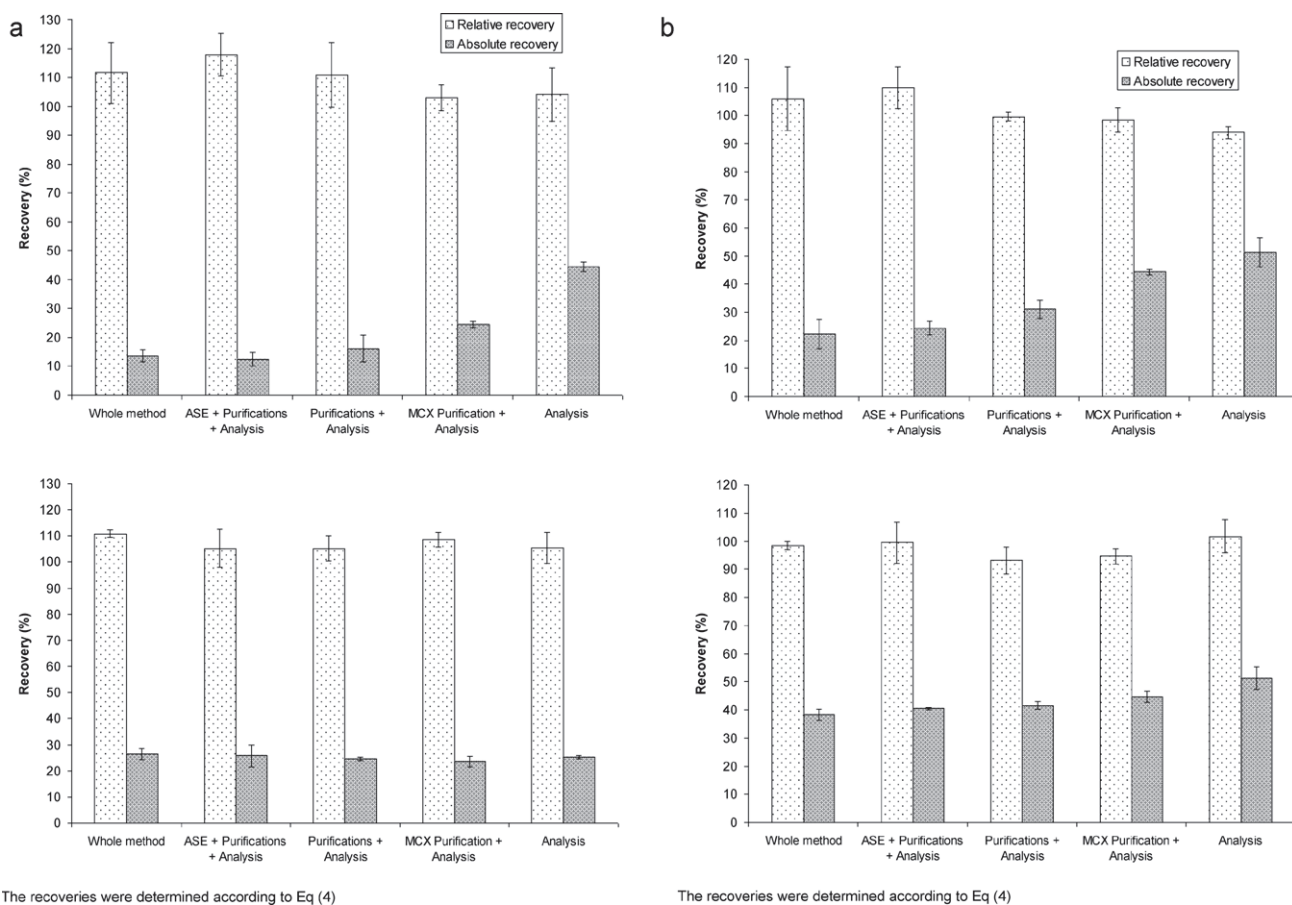 a
130
120
110
100
90
80
70
60
50
40
30
20
10
0
Recovery (%)
Relative recovery
Absolute recovery
Whole method
ASE + Purifications
+ Analysis
Purifications +
Analysis
MCX Purification +
Analysis
Analysis
b
120
110
100
90
80
70
60
50
40
30
20
10
0
Recovery (%)
Relative recovery
Absolute recovery
Whole method
ASE + Purifications
+ Analysis
Purifications +
Analysis
MCX Purification +
Analysis
Analysis
130
120
110
100
90
80
70
60
50
40
30
20
10
0
Recovery (%)
Whole method
ASE + Purifications
+ Analysis
Purifications +
Analysis
MCX Purification +
Analysis
Analysis
The recoveries were determined according to Eq (4)
120
110
100
90
80
70
60
50
40
30
20
10
0
Recovery (%)
Whole method
ASE + Purifications
+ Analysis
Purifications +
Analysis
MCX Purification +
Analysis
Analysis
The recoveries were determined according to Eq (4)